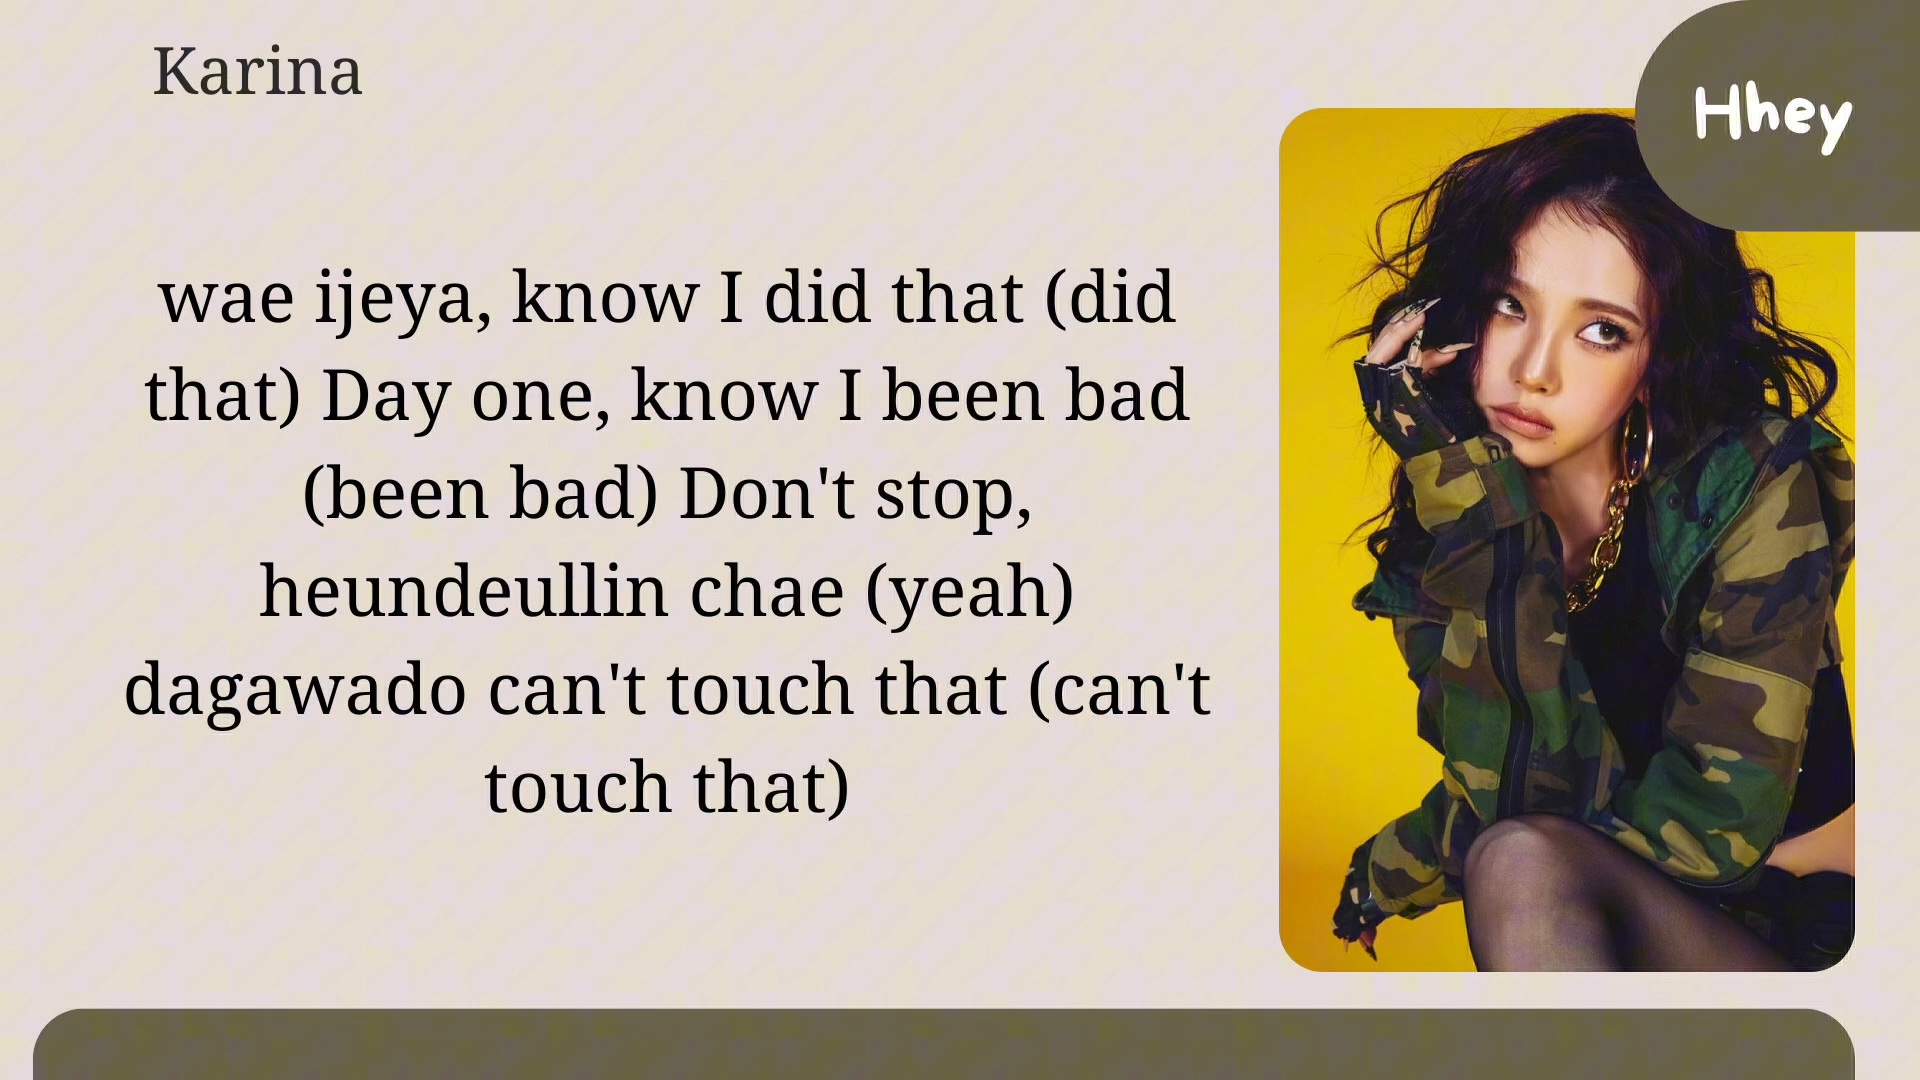 Karina
Hhey
wae ijeya, know I did that (did
that) Day one, know I been bad
(been bad) Don't stop,
heundeullin chae (yeah)
dagawado can't touch that (can't
touch that)